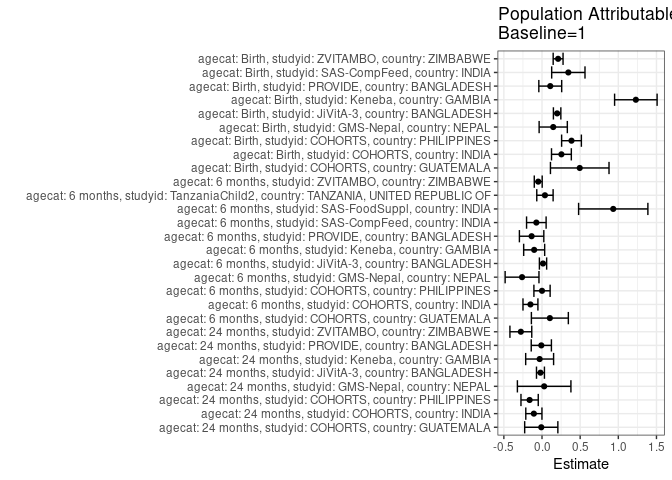 Population Attributable
Baseline=1
agecat: Birth, studyid: ZVITAMBO, country: ZIMBABWE
agecat: Birth, studyid: SAS-CompFeed, country: INDIA
agecat: Birth, studyid: PROVIDE, country: BANGLADESH
agecat: Birth, studyid: Keneba, country: GAMBIA
agecat: Birth, studyid: JiVitA-3, country: BANGLADESH
agecat: Birth, studyid: GMS-Nepal, country: NEPAL
agecat: Birth, studyid: COHORTS, country: PHILIPPINES
agecat: Birth, studyid: COHORTS, country: INDIA
agecat: Birth, studyid: COHORTS, country: GUATEMALA
agecat: 6 months, studyid: ZVITAMBO, country: ZIMBABWE
agecat: 6 months, studyid: TanzaniaChild2, country: TANZANIA, UNITED REPUBLIC OF
agecat: 6 months, studyid: SAS-FoodSuppl, country: INDIA
agecat: 6 months, studyid: SAS-CompFeed, country: INDIA
agecat: 6 months, studyid: PROVIDE, country: BANGLADESH
agecat: 6 months, studyid: Keneba, country: GAMBIA
agecat: 6 months, studyid: JiVitA-3, country: BANGLADESH
agecat: 6 months, studyid: GMS-Nepal, country: NEPAL
agecat: 6 months, studyid: COHORTS, country: PHILIPPINES
agecat: 6 months, studyid: COHORTS, country: INDIA
agecat: 6 months, studyid: COHORTS, country: GUATEMALA
agecat: 24 months, studyid: ZVITAMBO, country: ZIMBABWE
agecat: 24 months, studyid: PROVIDE, country: BANGLADESH
agecat: 24 months, studyid: Keneba, country: GAMBIA
agecat: 24 months, studyid: JiVitA-3, country: BANGLADESH
agecat: 24 months, studyid: GMS-Nepal, country: NEPAL
agecat: 24 months, studyid: COHORTS, country: PHILIPPINES
agecat: 24 months, studyid: COHORTS, country: INDIA
agecat: 24 months, studyid: COHORTS, country: GUATEMALA
-0.5 0.0 0.5 1.0 1.5
Estimate